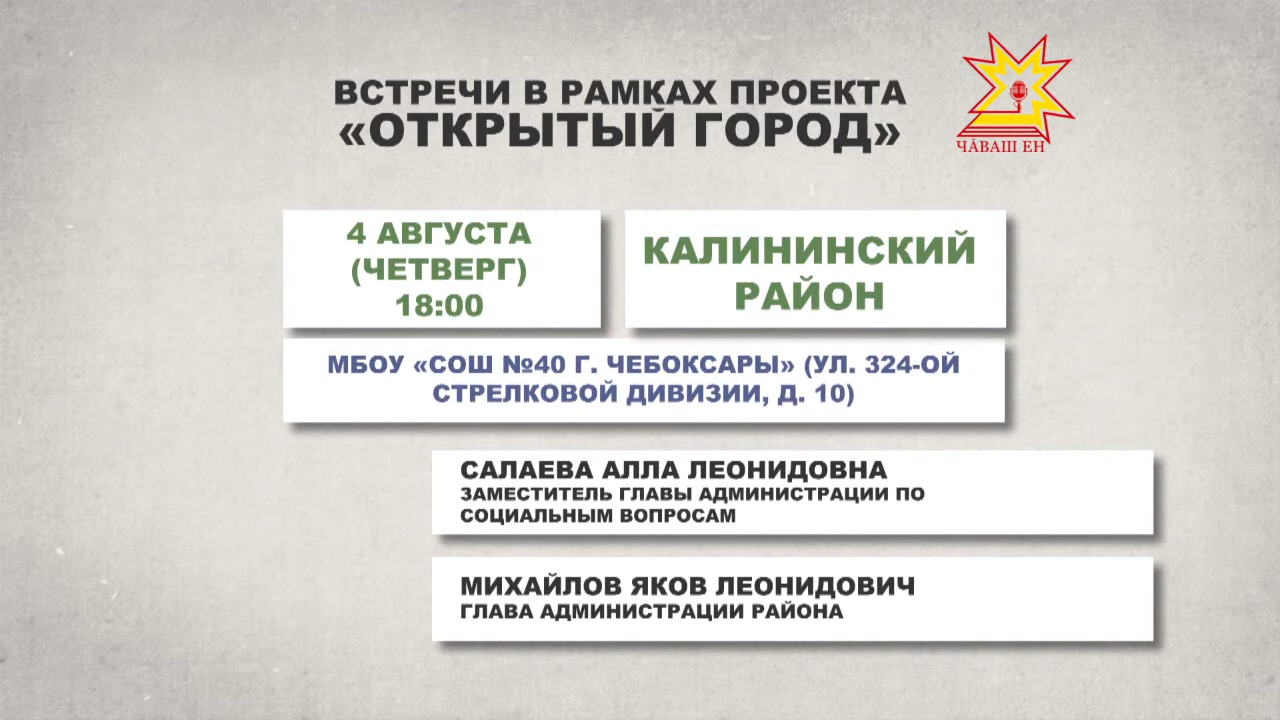 ВСТРЕЧИ В РАМКАХ ПРОЕКТА
«ОТКРЫТЫЙ ГОРОД»
ЧӐВАШ ЕН
4 АВГУСТА
(ЧЕТВЕРГ)
18:00
КАЛИНИНСКИЙ
РАЙОН
МБОУ «СОШ №40 Г. ЧЕБОКСАРЫ» (УЛ. 324-ОЙ
СТРЕЛКОВОЙ ДИВИЗИИ, Д. 10)
САЛАЕВА АЛЛА ЛЕОНИДОВНА
ЗАМЕСТИТЕЛЬ ГЛАВЫ АДМИНИСТРАЦИИ ПО
СОЦИАЛЬНЫМ ВОПРОСАМ
МИХАЙЛОВ ЯКОВ ЛЕОНИДОВИЧ
ГЛАВА АДМИНИСТРАЦИИ РАЙОНА